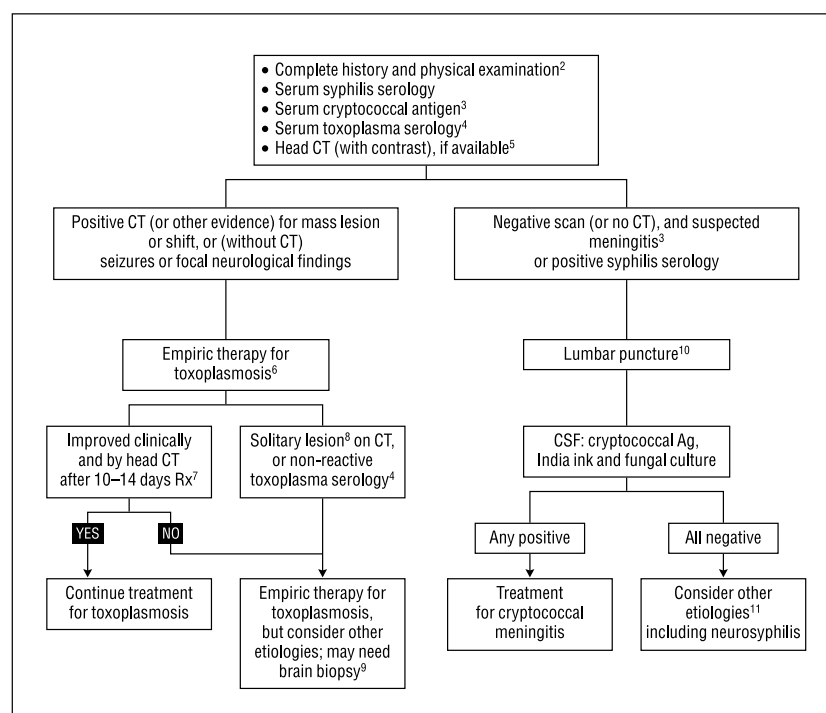 • Complete history and physical examination²
• Serum syphilis serology
• Serum cryptococcal antigen³
• Serum toxoplasma serology⁴
• Head CT (with contrast), if available⁵
Positive CT (or other evidence) for mass lesion
or shift, or (without CT)
seizures or focal neurological findings
Negative scan (or no CT), and suspected
meningitis³
or positive syphilis serology
Empiric therapy for
toxoplasmosis⁶
Lumbar puncture¹⁰
Improved clinically
and by head CT
after 10–14 days Rx⁷
Solitary lesion⁸ on CT,
or non-reactive
toxoplasma serology⁴
CSF: cryptococcal Ag,
India ink and fungal culture
YES
NO
Any positive
All negative
Continue treatment
for toxoplasmosis
Empiric therapy for
toxoplasmosis,
but consider other
etiologies; may need
brain biopsy⁹
Treatment
for cryptococcal
meningitis
Consider other
etiologies¹¹
including neurosyphilis